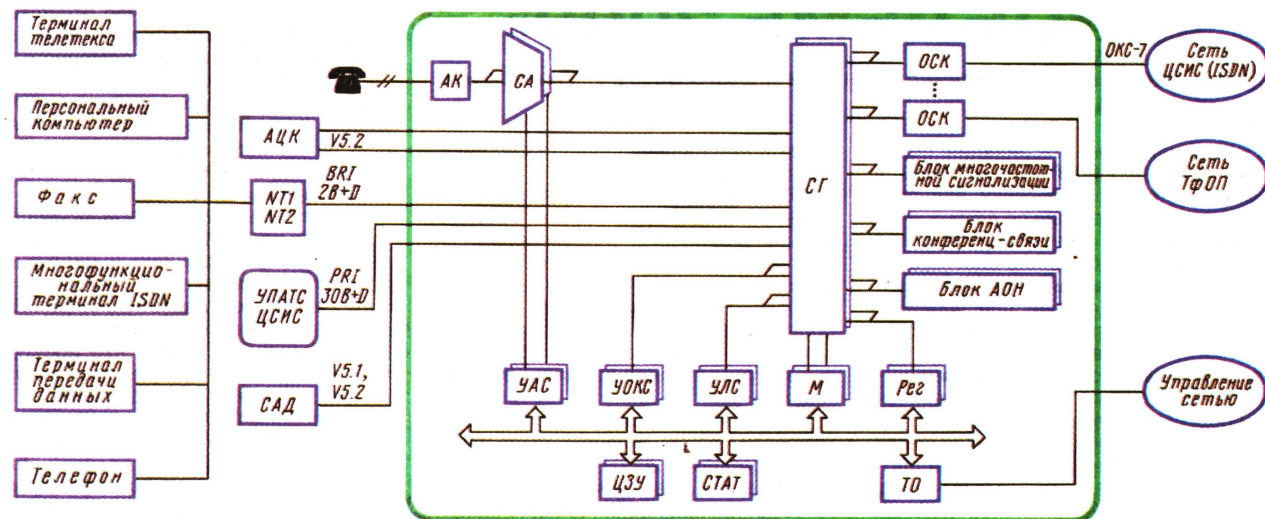 Терминал
телетекса
Персональный
компьютер
Факс
Многофункцио-
нальный
терминал ISDN
Терминал
передачи
данных
Телефон
АЦК
V5.2
NT1
NT2
BRI
2B+D
УПАТС
ЦСИС
PRI
30B+D
САД
V5.1,
V5.2
АК
СА
СГ
ОСК
ОСК
Блок многочастот-
ной сигнализации
Блок
конференц-связи
Блок АОН
УАС
УОКС
УЛС
М
Рег
ЦЗУ
СТАТ
ТО
ОКС-7
Сеть
ЦСИС (ISDN)
Сеть
ТфОП
Управление
сетью